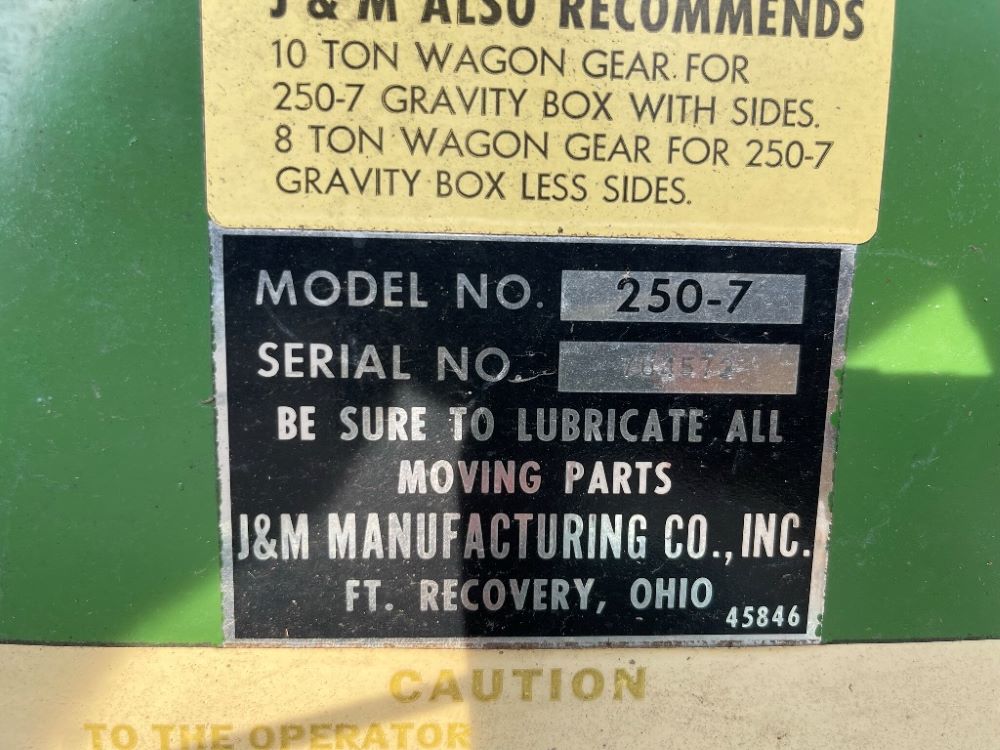 J & M ALSO RECOMMENDS
10 TON WAGON GEAR FOR
250-7 GRAVITY BOX WITH SIDES.
8 TON WAGON GEAR FOR 250-7
GRAVITY BOX LESS SIDES.
MODEL NO. 250-7
SERIAL NO.
BE SURE TO LUBRICATE ALL
MOVING PARTS
J&M MANUFACTURING CO., INC.
FT. RECOVERY, OHIO
45846
CAUTION
TO THE OPERATOR